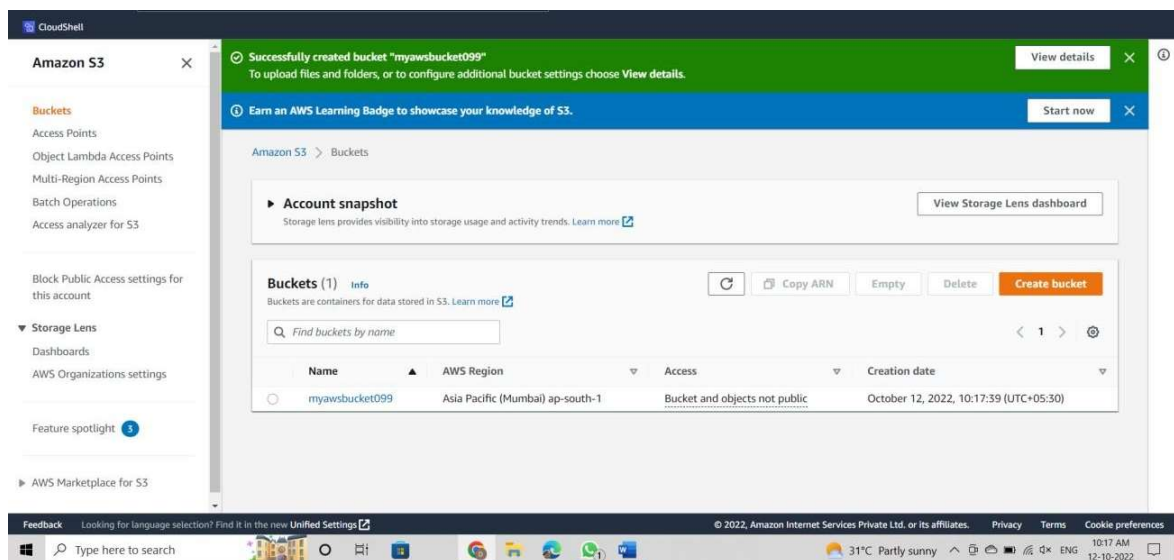 CloudShell
Amazon S3
Buckets
Access Points
Object Lambda Access Points
Multi-Region Access Points
Batch Operations
Access analyzer for S3
Block Public Access settings for
this account
Storage Lens
Dashboards
AWS Organizations settings
Feature spotlight 3
AWS Marketplace for S3
Successfully created bucket "myawsbucket099"
To upload files and folders, or to configure additional bucket settings choose View details.
View details
Earn an AWS Learning Badge to showcase your knowledge of S3.
Start now
Amazon S3 > Buckets
Account snapshot
Storage lens provides visibility into storage usage and activity trends. Learn more
View Storage Lens dashboard
Buckets (1) Info
Buckets are containers for data stored in S3. Learn more
Copy ARN Empty Delete Create bucket
Find buckets by name
< 1 >
Name AWS Region Access Creation date
myawsbucket099 Asia Pacific (Mumbai) ap-south-1 Bucket and objects not public October 12, 2022, 10:17:39 (UTC+05:30)
Feedback Looking for language selection? Find it in the new Unified Settings © 2022, Amazon Internet Services Private Ltd. or its affiliates. Privacy Terms Cookie preferences
Type here to search 31°C Partly sunny ENG 10:17 AM
12-10-2022